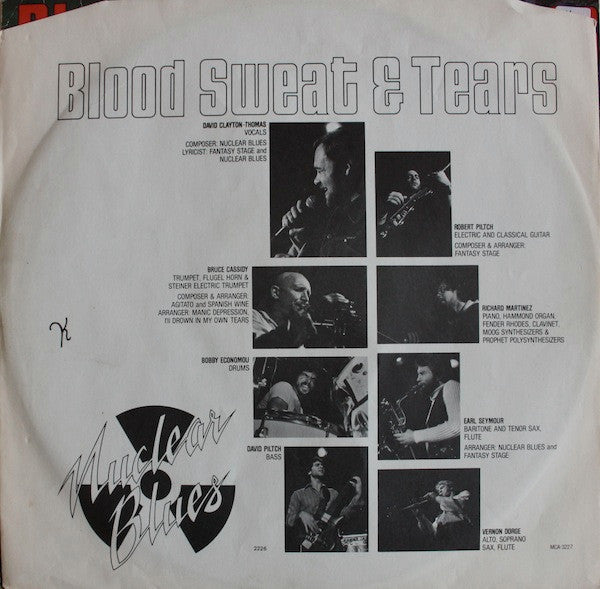 Blood Sweat & Tears
DAVID CLAYTON-THOMAS
VOCALS
COMPOSER: NUCLEAR BLUES
LYRICIST: FANTASY STAGE and
NUCLEAR BLUES
ROBERT PILTCH
ELECTRIC AND CLASSICAL GUITAR
COMPOSER & ARRANGER:
FANTASY STAGE
BRUCE CASSIDY
TRUMPET, FLUGEL HORN &
STEINER ELECTRIC TRUMPET
COMPOSER & ARRANGER:
AGITATO and SPANISH WINE
ARRANGER: MANIC DEPRESSION,
I'll DROWN IN MY OWN TEARS
RICHARD MARTINEZ
PIANO, HAMMOND ORGAN,
FENDER RHODES, CLAVINET,
MOOG SYNTHESIZERS &
PROPHET POLYSYNTHESIZERS
K
BOBBY ECONOMOU
DRUMS
EARL SEYMOUR
BARITONE AND TENOR SAX,
FLUTE
ARRANGER: NUCLEAR BLUES and
FANTASY STAGE
DAVID PILTCH
BASS
Nuclear
Blues
VERNON DORGE
ALTO, SOPRANO
SAX, FLUTE
2226
MCA-3227